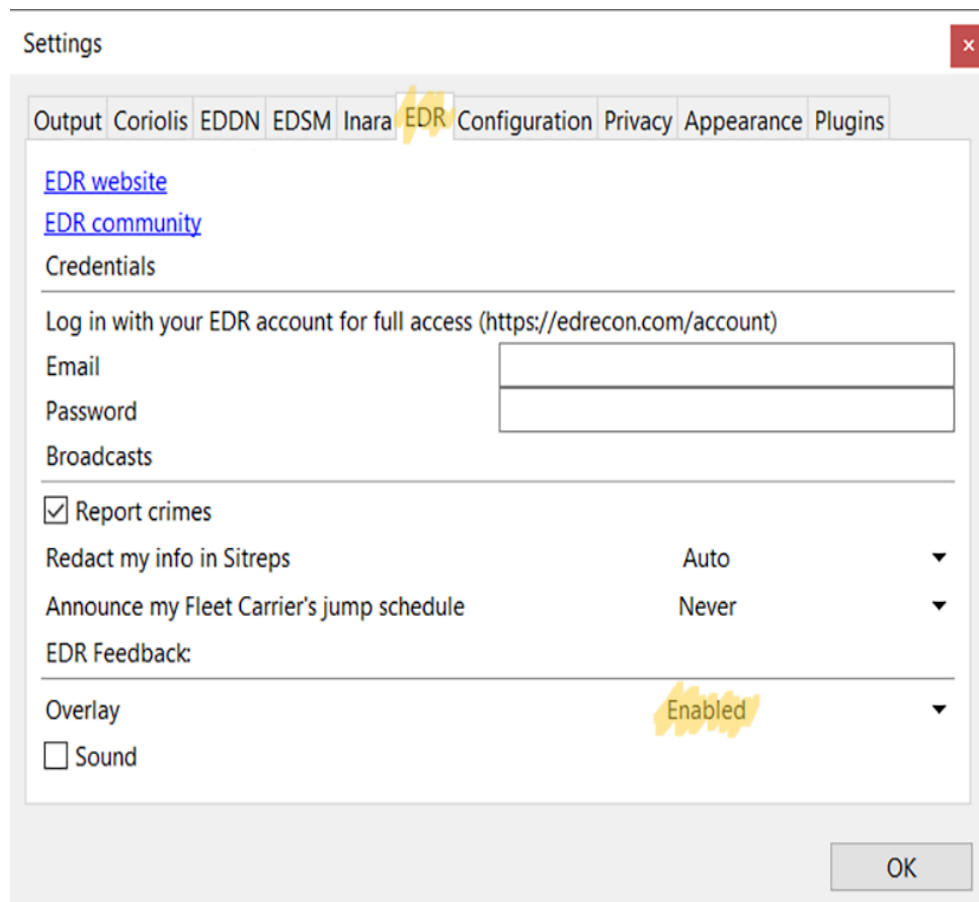 Settings
x
Output Coriolis EDDN EDSM Inara EDR Configuration Privacy Appearance Plugins
EDR website
EDR community
Credentials
Log in with your EDR account for full access (https://edrecon.com/account)
Email
Password
Broadcasts
Report crimes
Redact my info in Sitreps Auto
Announce my Fleet Carrier's jump schedule Never
EDR Feedback:
Overlay Enabled
Sound
OK